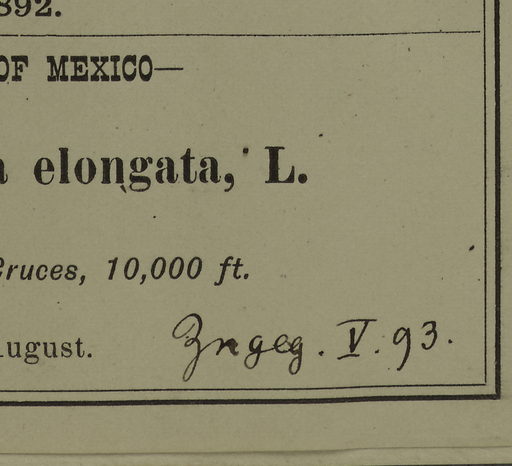 892.
OF MEXICO—
a elongata, L.
Cruces, 10,000 ft.
August. Zugeg. V. 93.